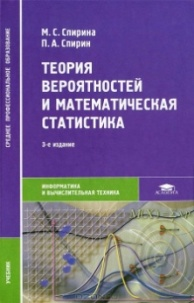 СРЕДНЕЕ ПРОФЕССИОНАЛЬНОЕ ОБРАЗОВАНИЕ
М. С. Спирина
П. А. Спирин
ТЕОРИЯ
ВЕРОЯТНОСТЕЙ
И МАТЕМАТИЧЕСКАЯ
СТАТИСТИКА
3-е издание
ИНФОРМАТИКА
И ВЫЧИСЛИТЕЛЬНАЯ ТЕХНИКА
УЧЕБНИК